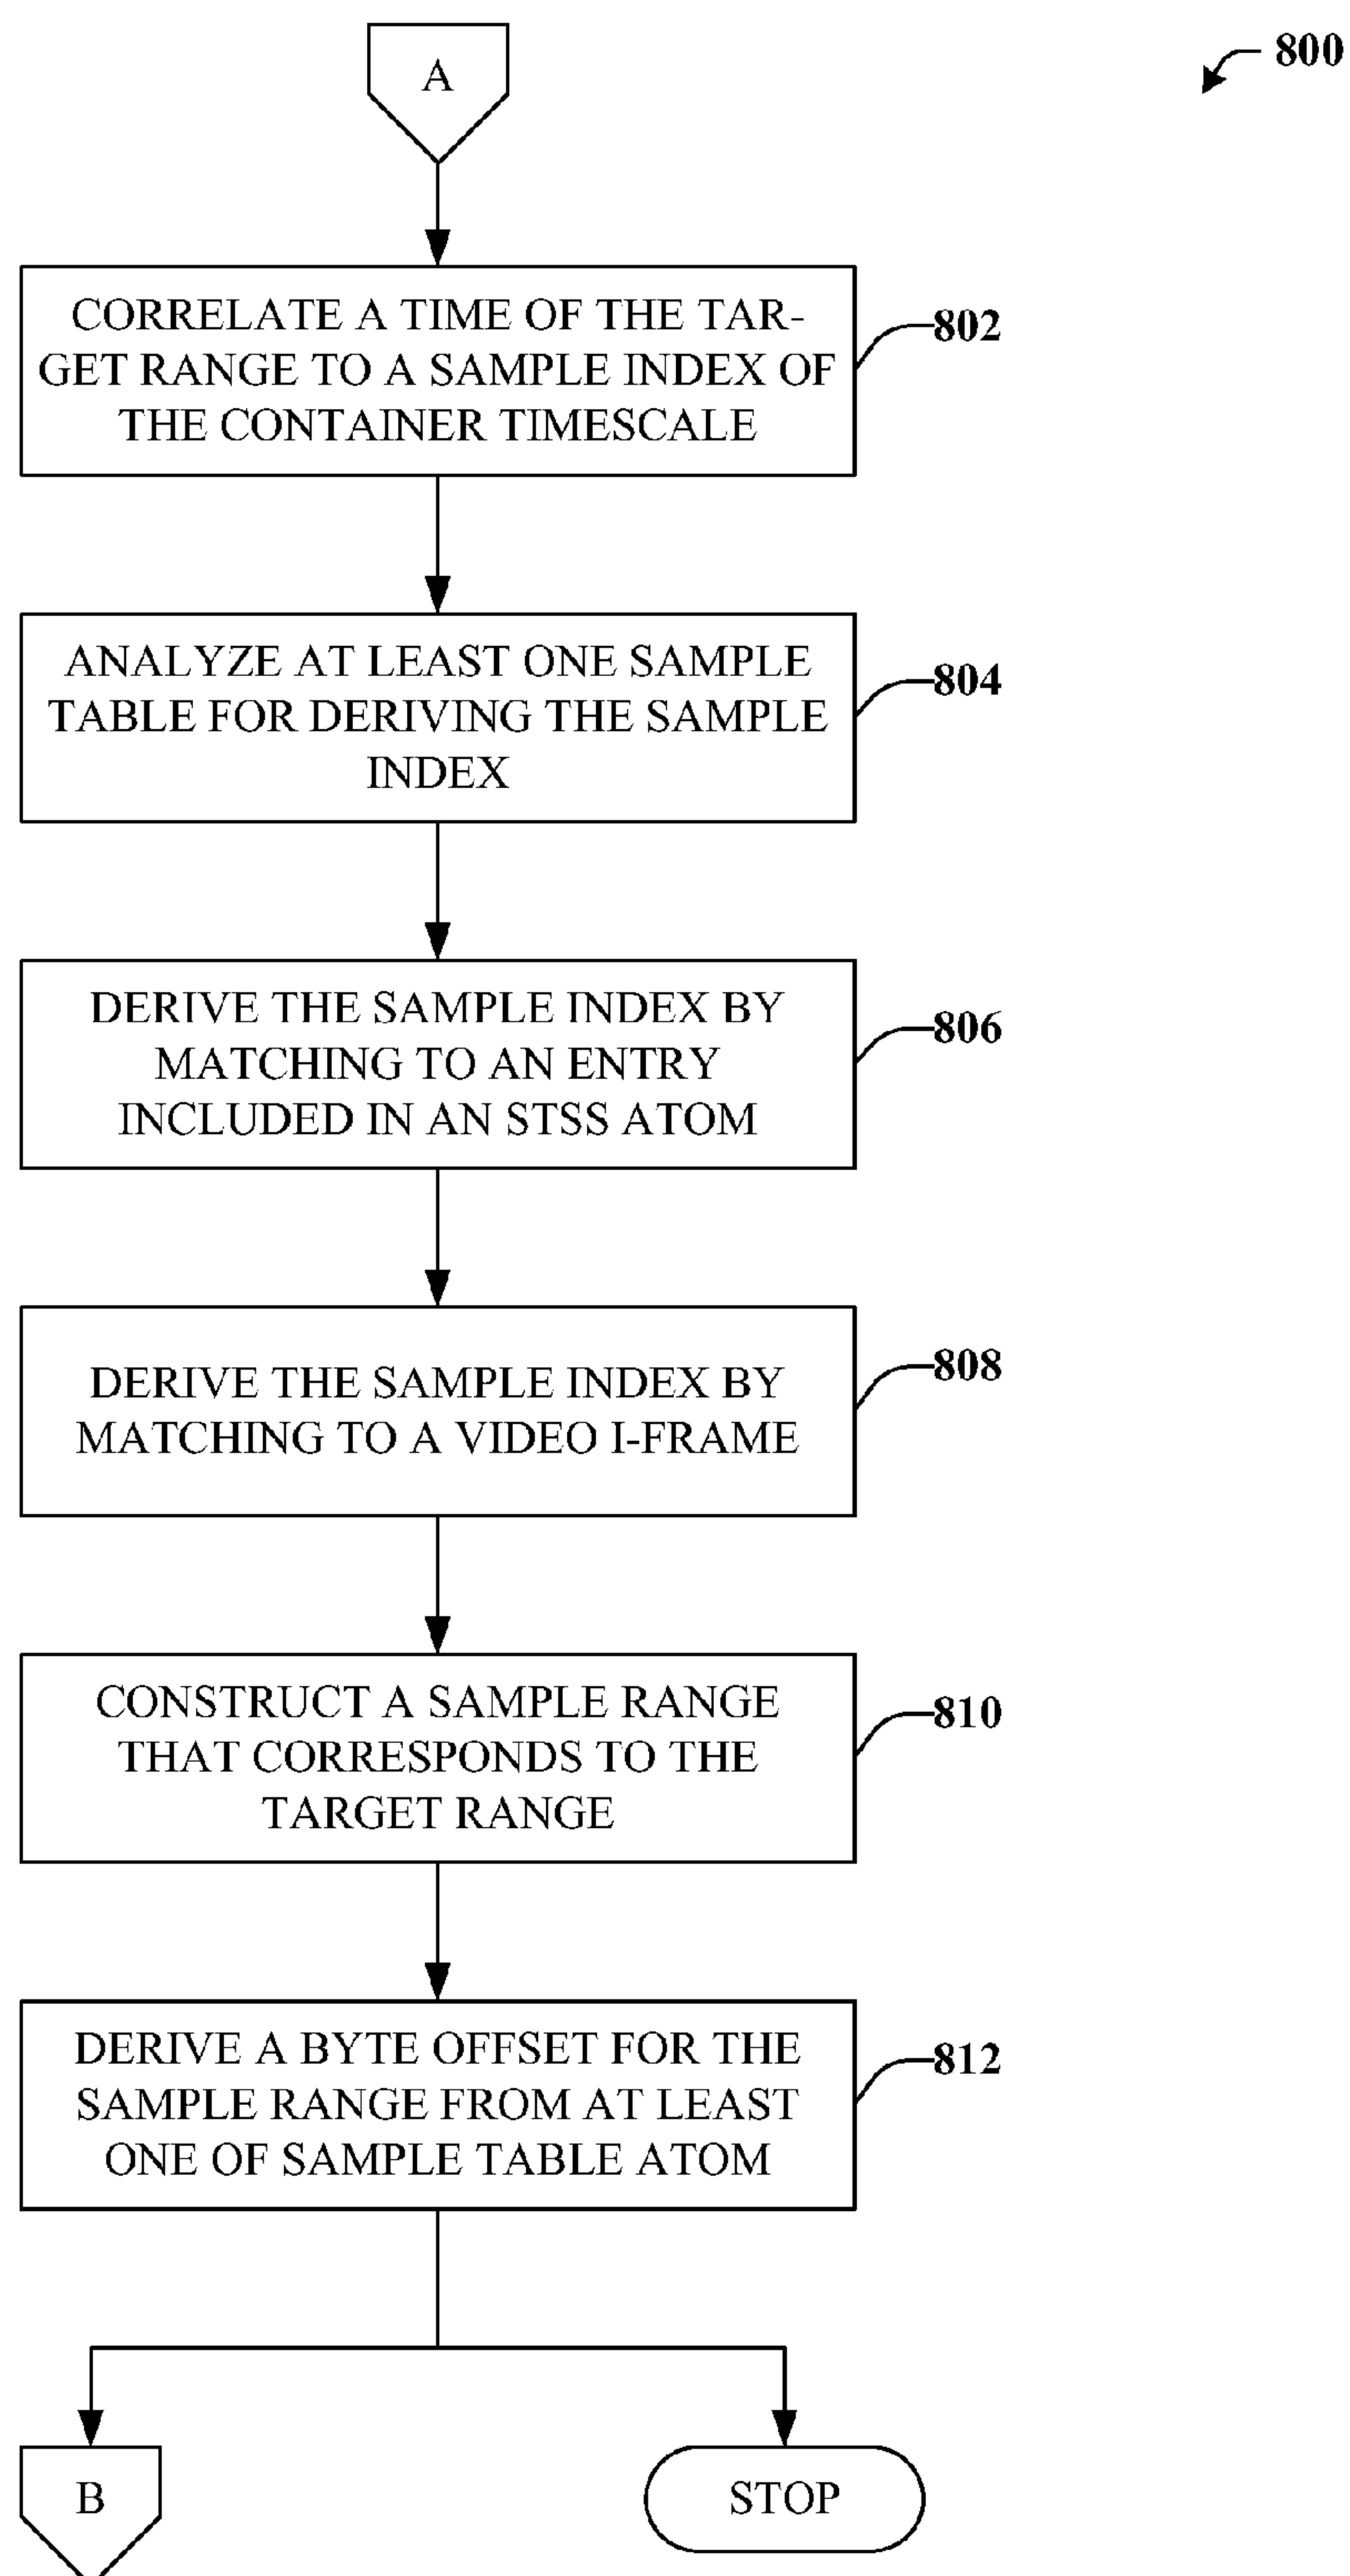 A
800
CORRELATE A TIME OF THE TAR-
GET RANGE TO A SAMPLE INDEX OF
THE CONTAINER TIMESCALE
802
ANALYZE AT LEAST ONE SAMPLE
TABLE FOR DERIVING THE SAMPLE
INDEX
804
DERIVE THE SAMPLE INDEX BY
MATCHING TO AN ENTRY
INCLUDED IN AN STSS ATOM
806
DERIVE THE SAMPLE INDEX BY
MATCHING TO A VIDEO I-FRAME
808
CONSTRUCT A SAMPLE RANGE
THAT CORRESPONDS TO THE
TARGET RANGE
810
DERIVE A BYTE OFFSET FOR THE
SAMPLE RANGE FROM AT LEAST
ONE OF SAMPLE TABLE ATOM
812
B
STOP